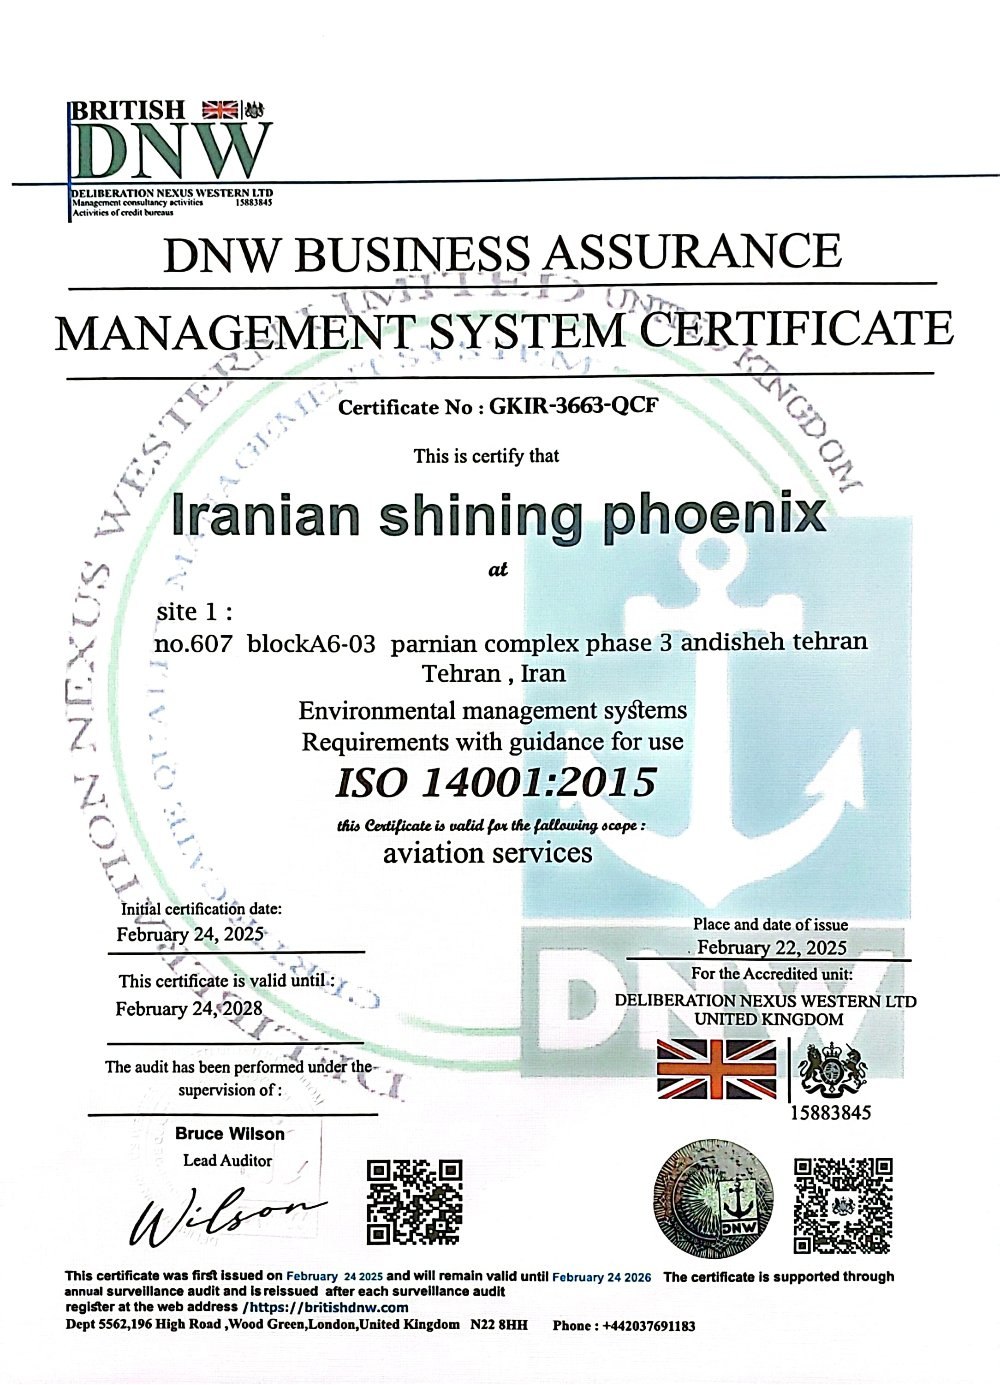 BRITISH
DNW
DELIBERATION NEXUS WESTERN LTD
Management consultancy activities 15883845
Activities of credit bureaus
DNW BUSINESS ASSURANCE
MANAGEMENT SYSTEM CERTIFICATE
Certificate No : GKIR-3663-QCF
This is certify that
Iranian shining phoenix
at
site 1 :
no.607 blockA6-03 parnian complex phase 3 andisheh tehran
Tehran , Iran
Environmental management systems
Requirements with guidance for use
ISO 14001:2015
this Certificate is valid for the fallowing scope :
aviation services
Initial certification date:
February 24, 2025
This certificate is valid until :
February 24, 2028
The audit has been performed under the
supervision of :
Bruce Wilson
Lead Auditor
Wilson
Place and date of issue
February 22, 2025
For the Accredited unit:
DELIBERATION NEXUS WESTERN LTD
UNITED KINGDOM
15883845
DNW
DNW
This certificate was first issued on February 24 2025 and will remain valid until February 24 2026 The certificate is supported through
annual surveillance audit and is reissued after each surveillance audit
register at the web address /https://britishdnw.com
Dept 5562,196 High Road ,Wood Green,London,United Kingdom N22 8HH Phone : +442037691183